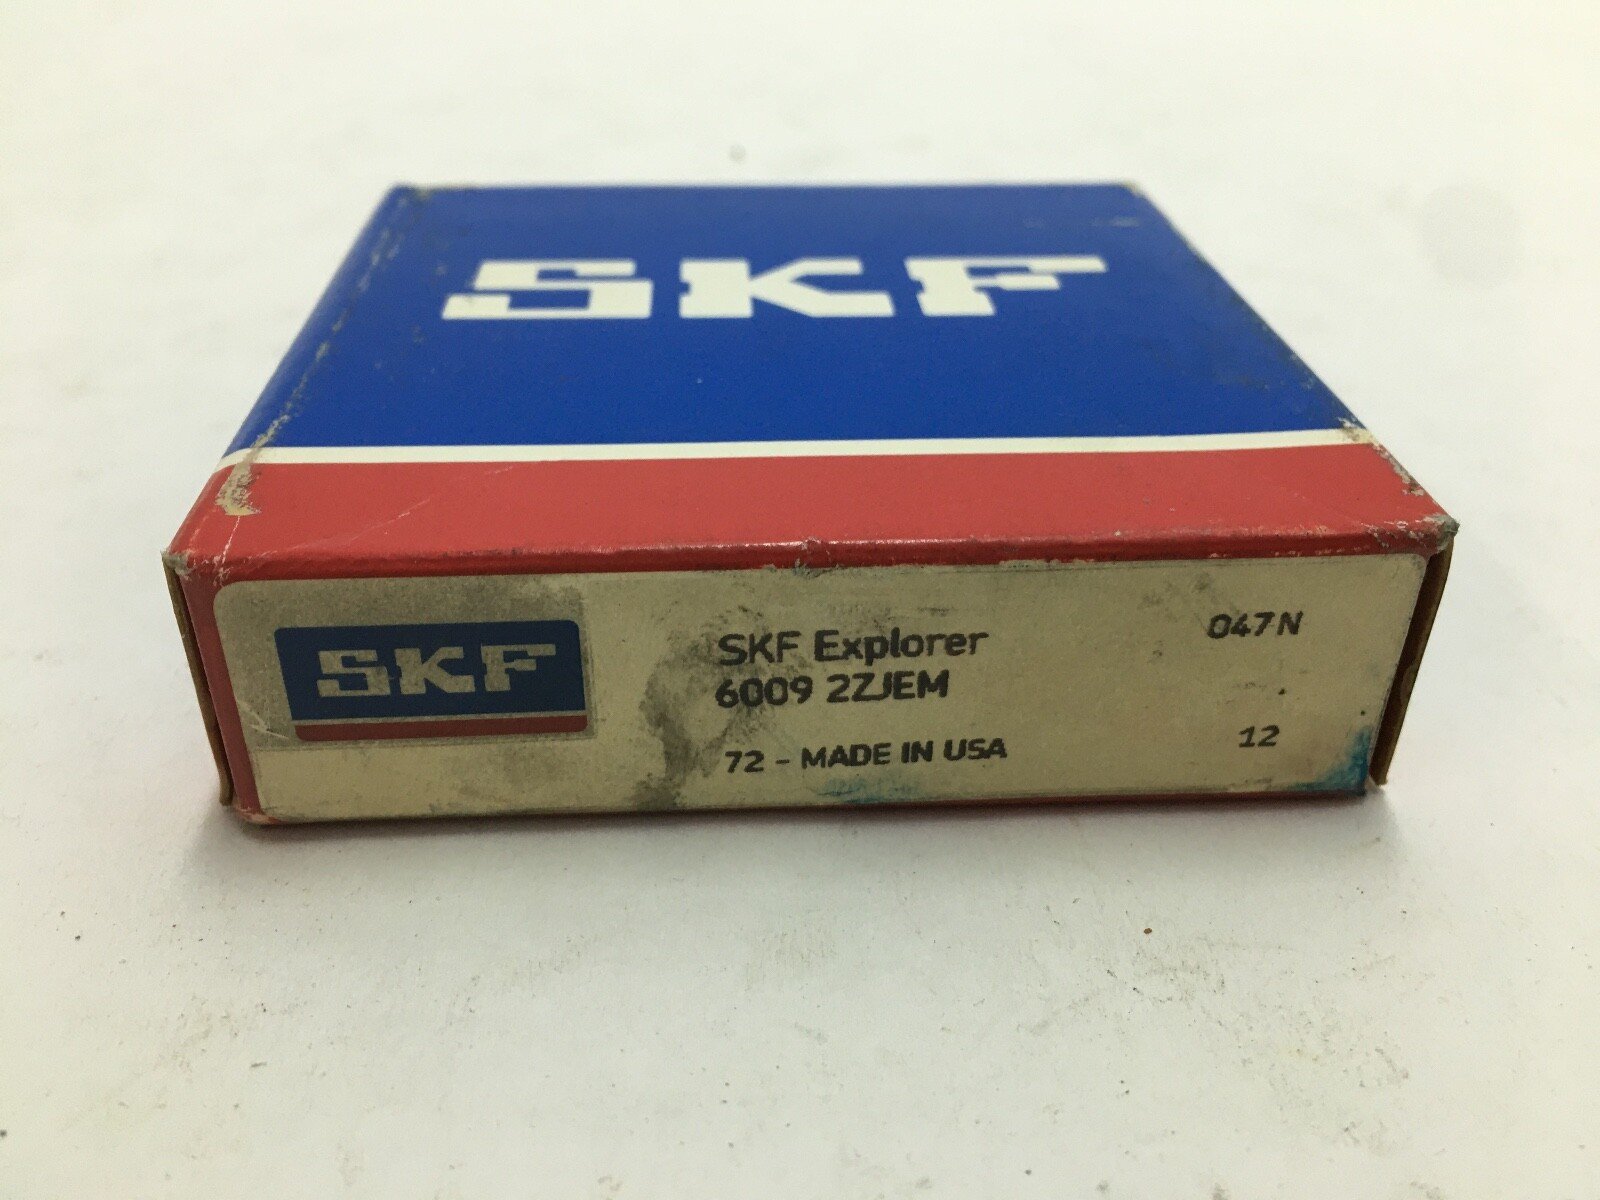 SKF
SKF
SKF Explorer
047N
6009 2ZJEM
72 - MADE IN USA
12